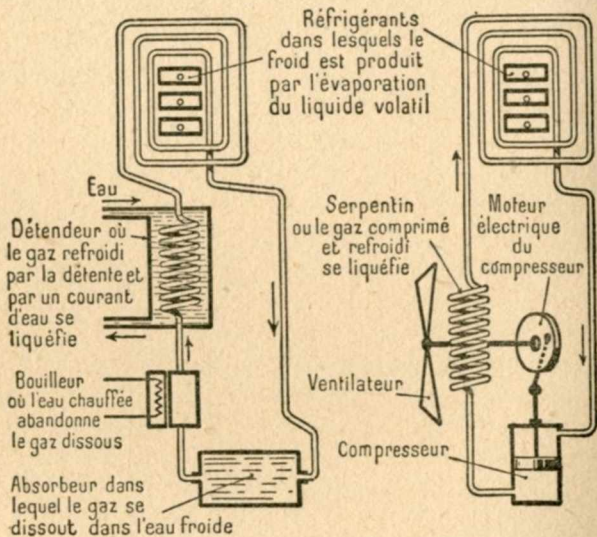 Réfrigérants
dans lesquels le
froid est produit
par l'évaporation
du liquide volatil
Eau
Détendeur où
le gaz refroidi
par la détente et
par un courant
d'eau se
liquéfie
Bouilleur
où l'eau chauffée
abandonne
le gaz dissous
Absorbeur dans
lequel le gaz se
dissout dans l'eau froide
Serpentin
ou le gaz comprimé
et refroidi
se liquéfie
Moteur
électrique
du
compresseur
Ventilateur
Compresseur